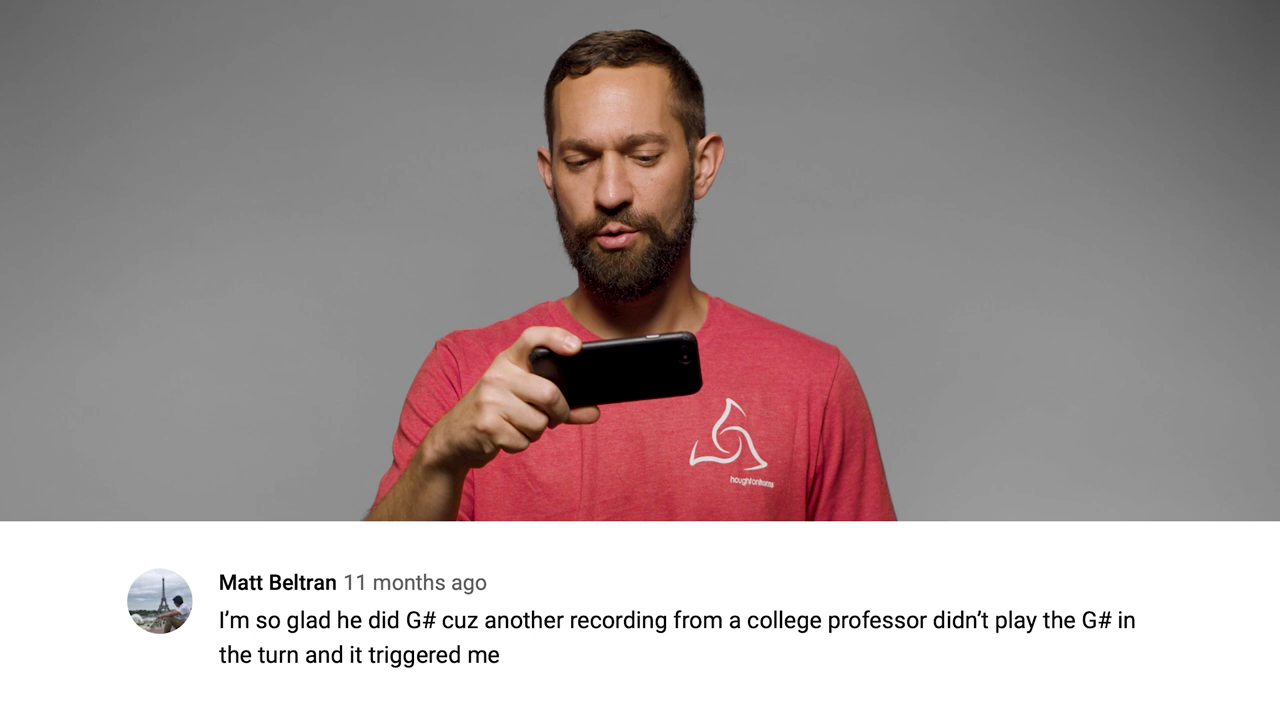 houghtonhorns
Matt Beltran 11 months ago
I'm so glad he did G# cuz another recording from a college professor didn't play the G# in
the turn and it triggered me